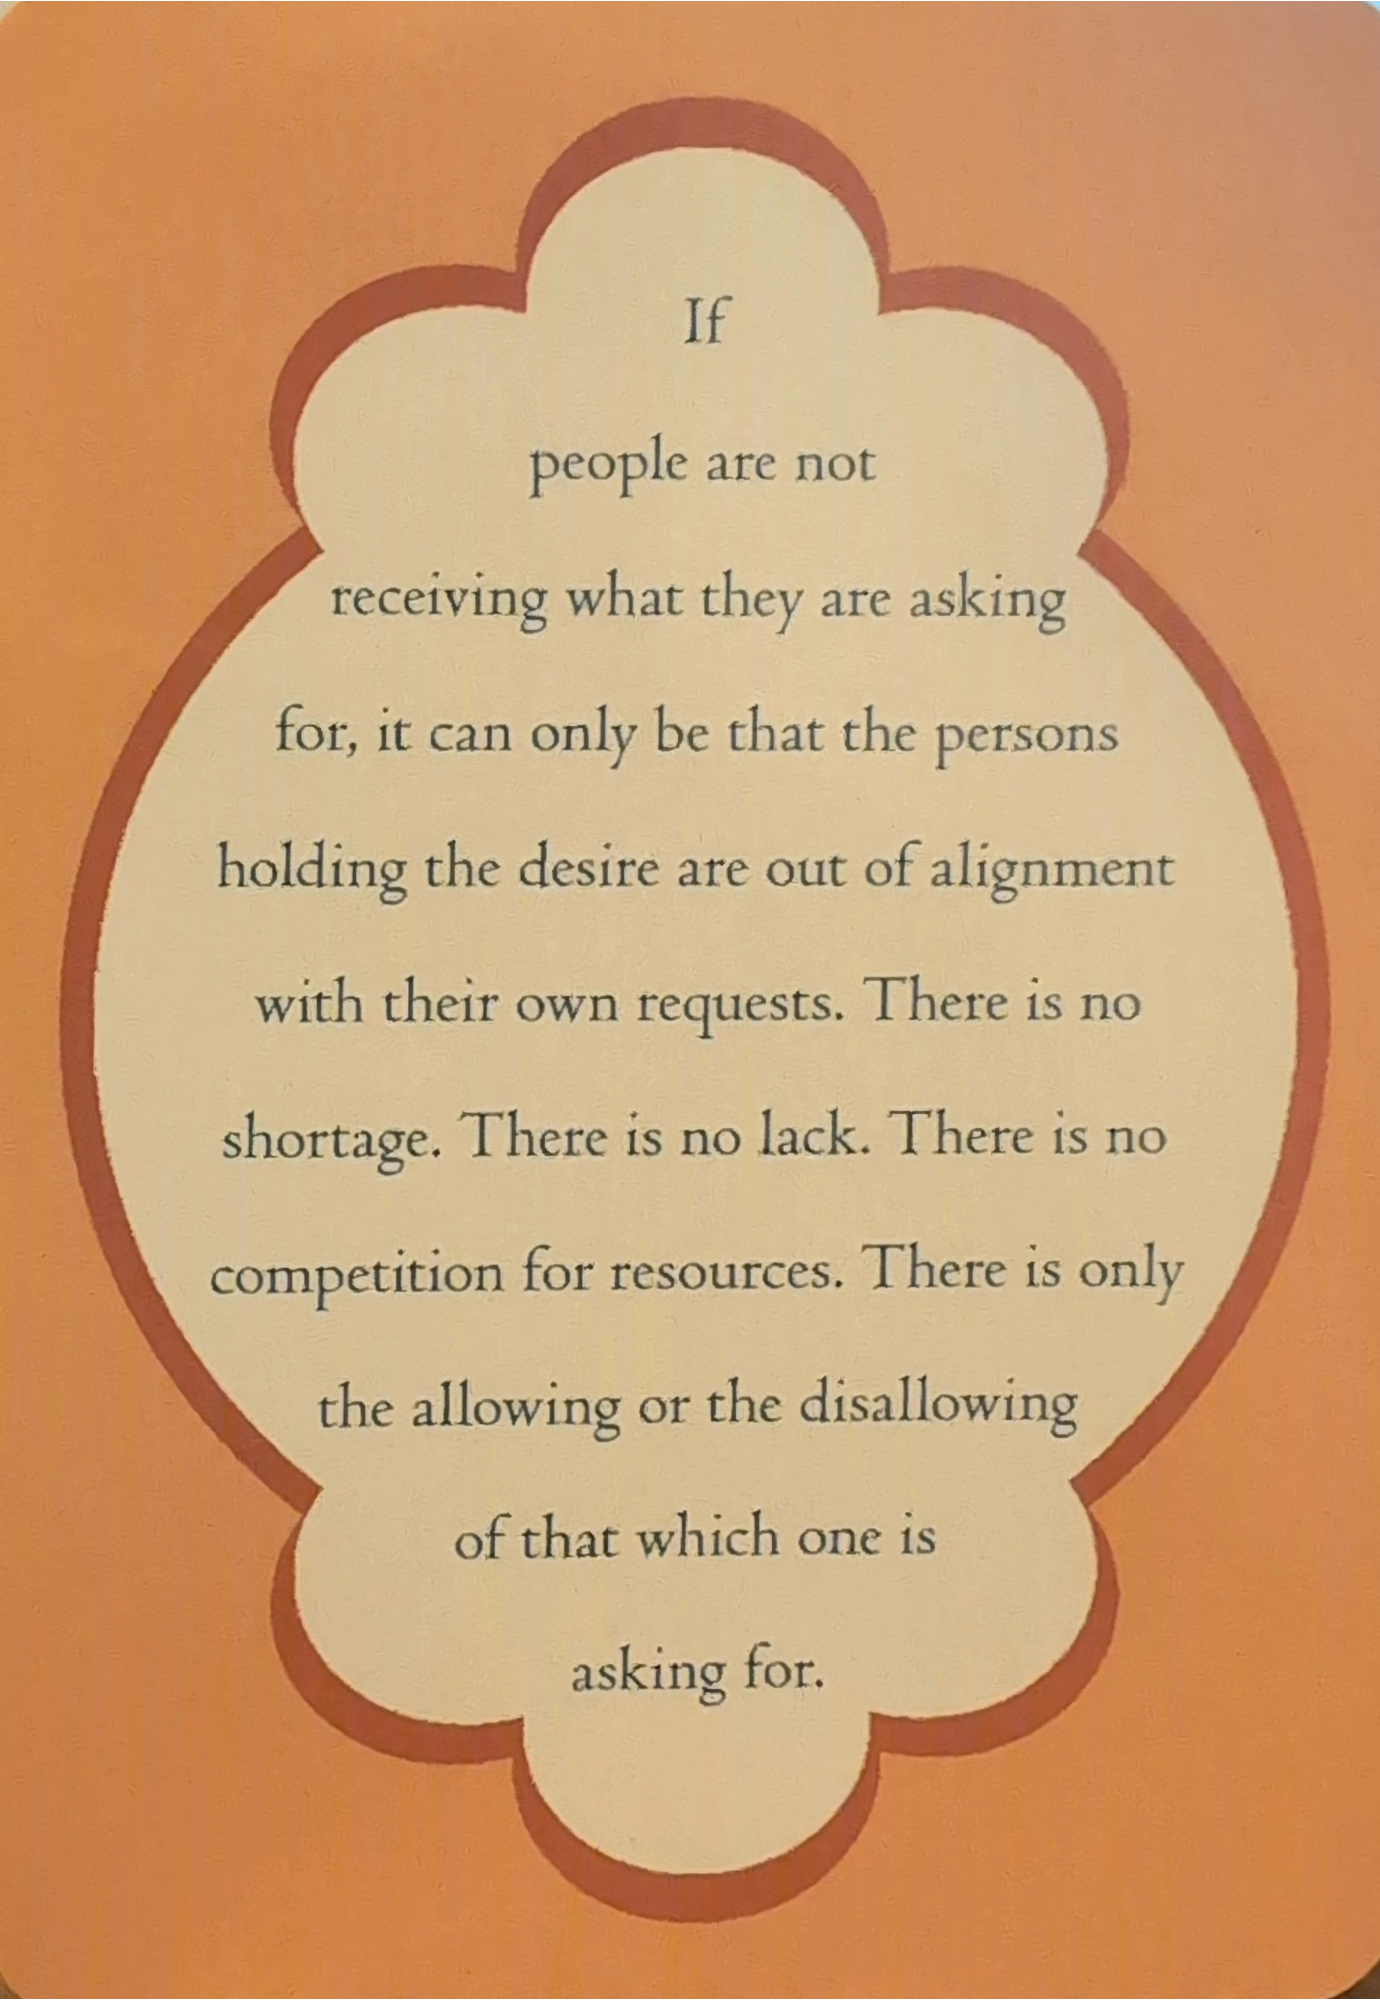 If
people are not
receiving what they are asking
for, it can only be that the persons
holding the desire are out of alignment
with their own requests. There is no
shortage. There is no lack. There is no
competition for resources. There is only
the allowing or the disallowing
of that which one is
asking for.